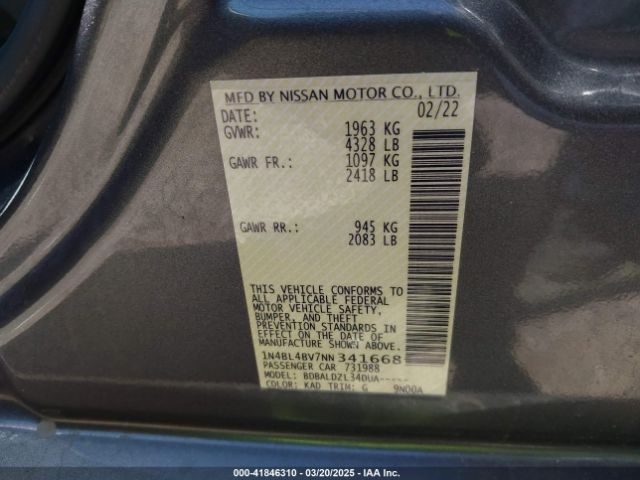 MFD BY NISSAN MOTOR CO., LTD.
DATE: 02/22
GVWR: 1963 KG
4328 LB
GAWR FR.: 1097 KG
2418 LB
GAWR RR.: 945 KG
2083 LB
THIS VEHICLE CONFORMS TO
ALL APPLICABLE FEDERAL
MOTOR VEHICLE SAFETY,
BUMPER, AND THEFT
PREVENTION STANDARDS IN
EFFECT ON THE DATE OF
MANUFACTURE SHOWN ABOVE.
1N4BL4BV7NN341668
PASSENGER CAR 731988
MODEL: BDBALDZL34DUA-----
COLOR: KAD TRIM: G 9N00A
000-41846310 | 03/20/2025 | IAA Inc.